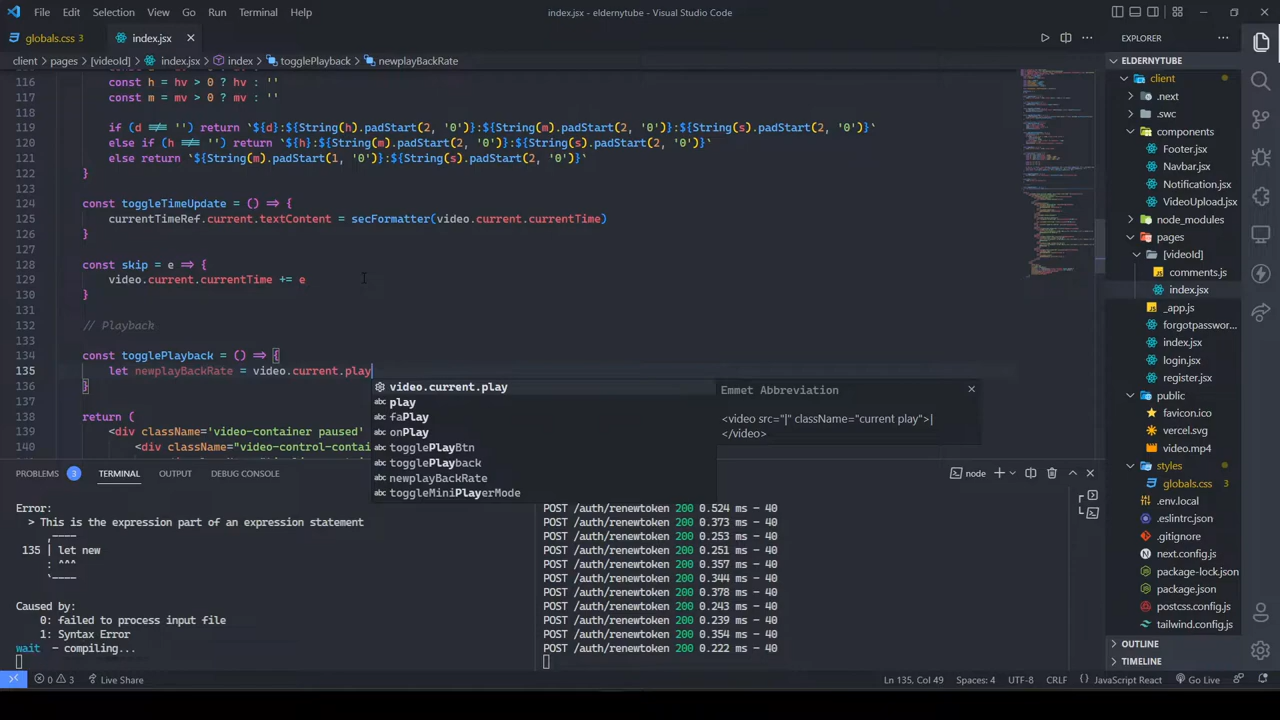 File Edit Selection View Go Run Terminal Help
index.jsx - eldernytube - Visual Studio Code
globals.css 3
index.jsx
EXPLORER
client > pages > [videoId] > index.jsx > index > togglePlayback > newplayBackRate
116 const h = hv > 0 ? hv : ''
117 const m = mv > 0 ? mv : ''
118
119 if (d !== '') return `${d}:${String(h).padStart(2, '0')}:${String(m).padStart(2, '0')}:${String(s).padStart(2, '0')}`
120 else if (h !== '') return `${h}:${String(m).padStart(2, '0')}:${String(s).padStart(2, '0')}`
121 else return `${String(m).padStart(1, '0')}:${String(s).padStart(2, '0')}`
122 }
123
124 const toggleTimeUpdate = () => {
125 currentTimeRef.current.textContent = secFormatter(video.current.currentTime)
126 }
127
128 const skip = e => {
129 video.current.currentTime += e
130 }
131
132 // Playback
133
134 const togglePlayback = () => {
135 let newplayBackRate = video.current.play
136 }
137 return (
138 <div className='video-container paused'
139 <div className="video-control-contai
140
video.current.play
play
faPlay
onPlay
togglePlayBtn
togglePlayback
newplayBackRate
toggleMiniPlayerMode
Emmet Abbreviation
<video src="|" className="current play">|
</video>
PROBLEMS 3 TERMINAL OUTPUT DEBUG CONSOLE
node
Error:
> This is the expression part of an expression statement
,----
135 | let new
: ^^^
`----
Caused by:
0: failed to process input file
1: Syntax Error
wait - compiling...
POST /auth/renewtoken 200 0.524 ms - 40
POST /auth/renewtoken 200 0.373 ms - 40
POST /auth/renewtoken 200 0.253 ms - 40
POST /auth/renewtoken 200 0.251 ms - 40
POST /auth/renewtoken 200 0.357 ms - 40
POST /auth/renewtoken 200 0.344 ms - 40
POST /auth/renewtoken 200 0.378 ms - 40
POST /auth/renewtoken 200 0.243 ms - 40
POST /auth/renewtoken 200 0.239 ms - 40
POST /auth/renewtoken 200 0.354 ms - 40
POST /auth/renewtoken 200 0.222 ms - 40
ELDERNYTUBE
client
.next
.swc
components
Footer.jsx
Navbar.jsx
Notification.jsx
VideoUpload.jsx
node_modules
pages
[videoId]
comments.js
index.jsx
_app.js
forgotpasswor...
index.jsx
login.jsx
register.jsx
public
favicon.ico
vercel.svg
video.mp4
styles
globals.css 3
.env.local
.eslintrc.json
.gitignore
next.config.js
package-lock.json
package.json
postcss.config.js
tailwind.config.js
OUTLINE
TIMELINE
0 3 Live Share
Ln 135, Col 49 Spaces: 4 UTF-8 CRLF {} JavaScript React Go Live